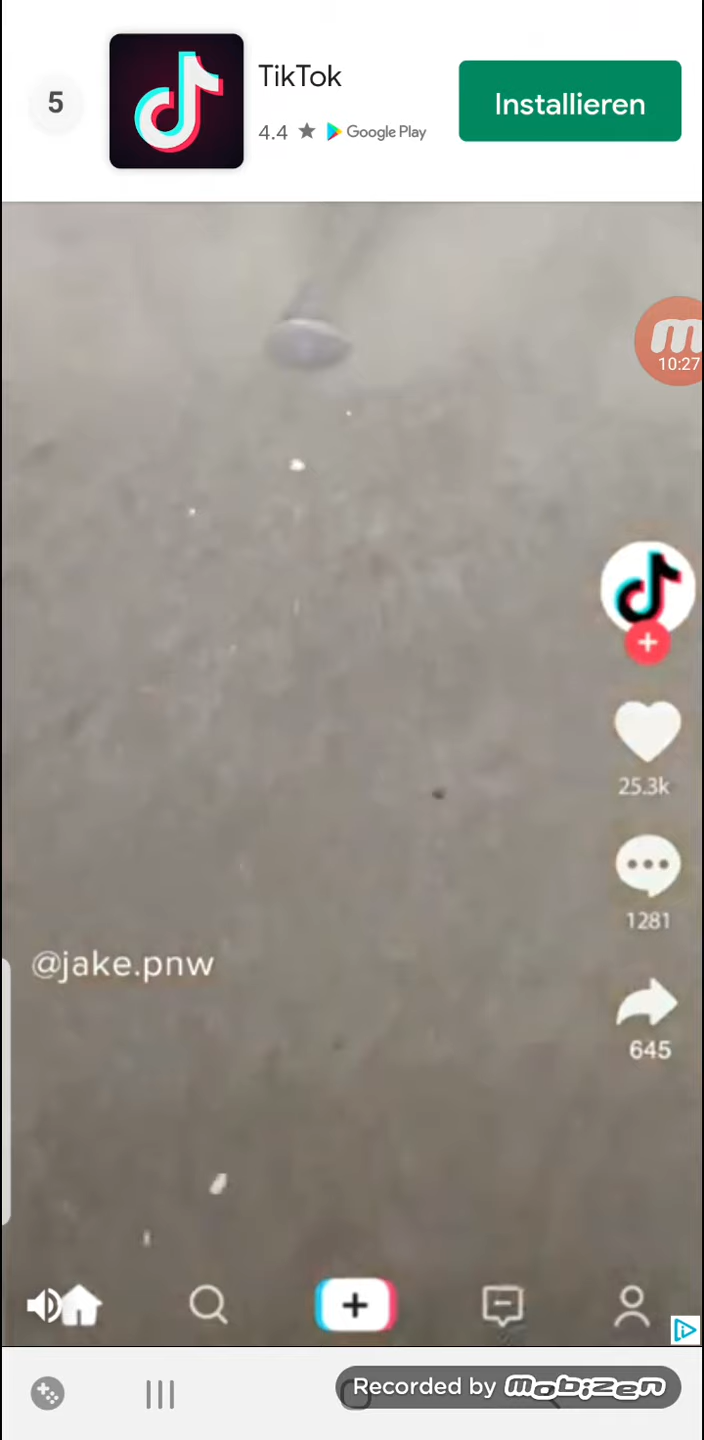 5
TikTok
Installieren
4.4 ★ Google Play
10:27
25.3k
1281
@jake.pnw
645
Recorded by mobizen